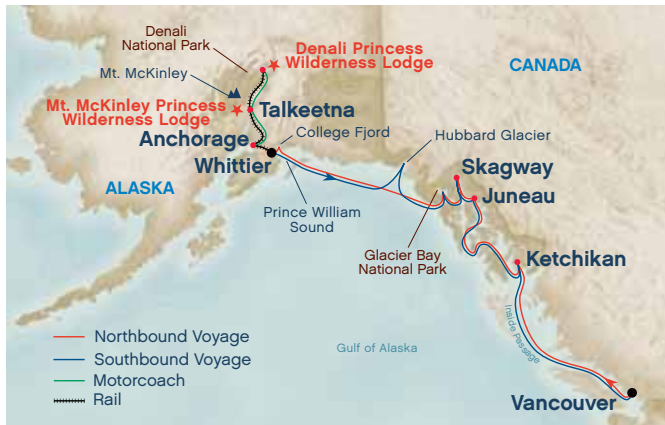 Denali
National Park
Denali Princess
Wilderness Lodge
CANADA
Mt. McKinley
Mt. McKinley Princess
Wilderness Lodge
Talkeetna
College Fjord
Hubbard Glacier
Anchorage
Whittier
Skagway
ALASKA
Juneau
Prince William
Sound
Glacier Bay
National Park
Ketchikan
Inside Passage
Northbound Voyage
Southbound Voyage
Motorcoach
Rail
Gulf of Alaska
Vancouver